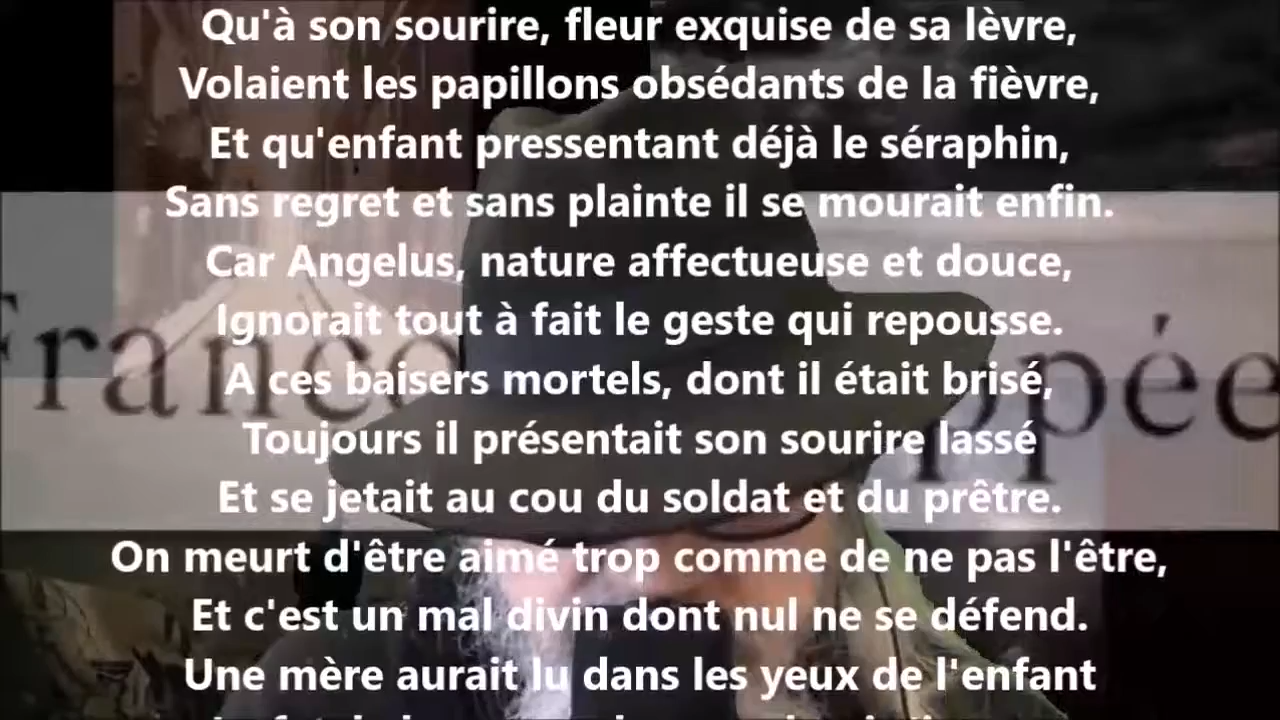 Qu'à son sourire, fleur exquise de sa lèvre,
Volaient les papillons obsédants de la fièvre,
Et qu'enfant pressentant déjà le séraphin,
Sans regret et sans plainte il se mourait enfin.
Car Angelus, nature affectueuse et douce,
Ignorait tout à fait le geste qui repousse.
A ces baisers mortels, dont il était brisé,
Toujours il présentait son sourire lassé
Et se jetait au cou du soldat et du prêtre.
On meurt d'être aimé trop comme de ne pas l'être,
Et c'est un mal divin dont nul ne se défend.
Une mère aurait lu dans les yeux de l'enfant
Franço ppée